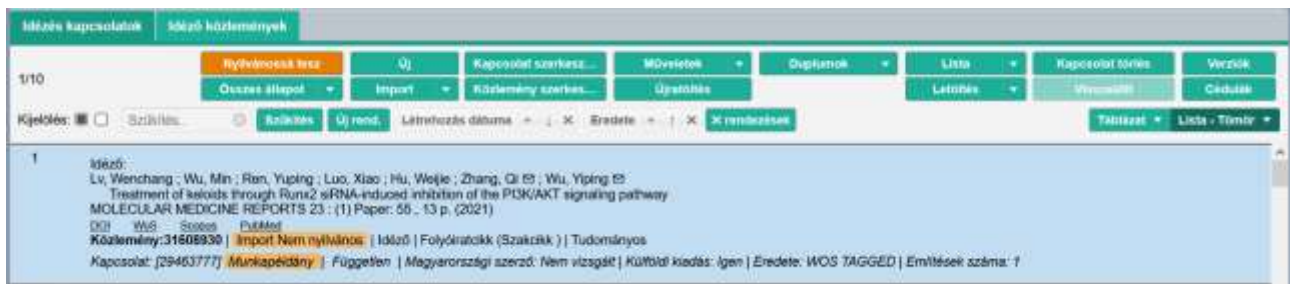 Idézés kapcsolatok Idéző közlemények
1/10
Nyilvánossá tesz Új Kapcsolat szerkesz... Műveletek Duplumok Lista Kapcsolat törlés Verziók
Összes állapot Import Közlemény szerkes... Újratöltés Letöltés Visszaállít Cédulák
Kijelölés: Szűkítés... Szűkítés Új rend. Létrehozás dátuma Eredete X rendezések Táblázat Lista - Tömör
1
Idéző:
Lv, Wenchang ; Wu, Min ; Ren, Yuping ; Luo, Xiao ; Hu, Weijie ; Zhang, Qi ✉ ; Wu, Yiping ✉
Treatment of keloids through Runx2 siRNA-induced inhibition of the PI3K/AKT signaling pathway
MOLECULAR MEDICINE REPORTS 23 : (1) Paper: 55 , 13 p. (2021)
DOI WoS Scopus PubMed
Közlemény:31608930 | Import Nem nyilvános | Idéző | Folyóiratcikk (Szakcikk ) | Tudományos
Kapcsolat: [29463777] Munkapéldány | Független | Magyarországi szerző: Nem vizsgált | Külföldi kiadás: Igen | Eredete: WOS TAGGED | Említések száma: 1